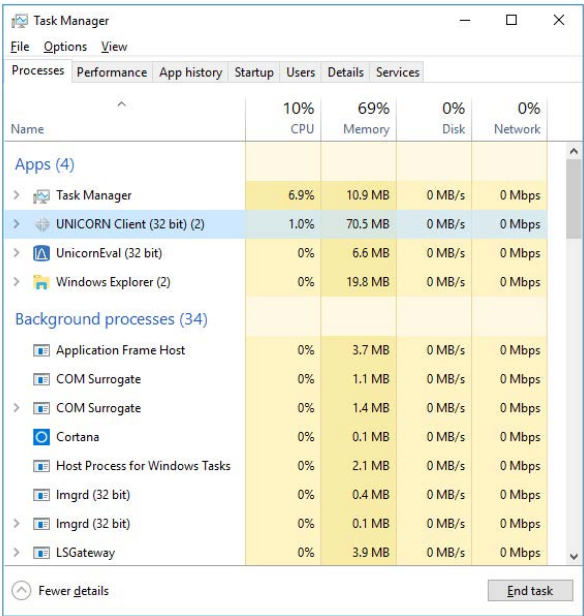 Task Manager
File Options View
Processes Performance App history Startup Users Details Services
10% 69% 0% 0%
Name CPU Memory Disk Network
Apps (4)
Task Manager 6.9% 10.9 MB 0 MB/s 0 Mbps
UNICORN Client (32 bit) (2) 1.0% 70.5 MB 0 MB/s 0 Mbps
UnicornEval (32 bit) 0% 6.6 MB 0 MB/s 0 Mbps
Windows Explorer (2) 0% 19.8 MB 0 MB/s 0 Mbps
Background processes (34)
Application Frame Host 0% 3.7 MB 0 MB/s 0 Mbps
COM Surrogate 0% 1.1 MB 0 MB/s 0 Mbps
COM Surrogate 0% 1.4 MB 0 MB/s 0 Mbps
Cortana 0% 0.1 MB 0 MB/s 0 Mbps
Host Process for Windows Tasks 0% 2.1 MB 0 MB/s 0 Mbps
lmgrd (32 bit) 0% 0.4 MB 0 MB/s 0 Mbps
lmgrd (32 bit) 0% 0.1 MB 0 MB/s 0 Mbps
LSGateway 0% 3.9 MB 0 MB/s 0 Mbps
Fewer details End task